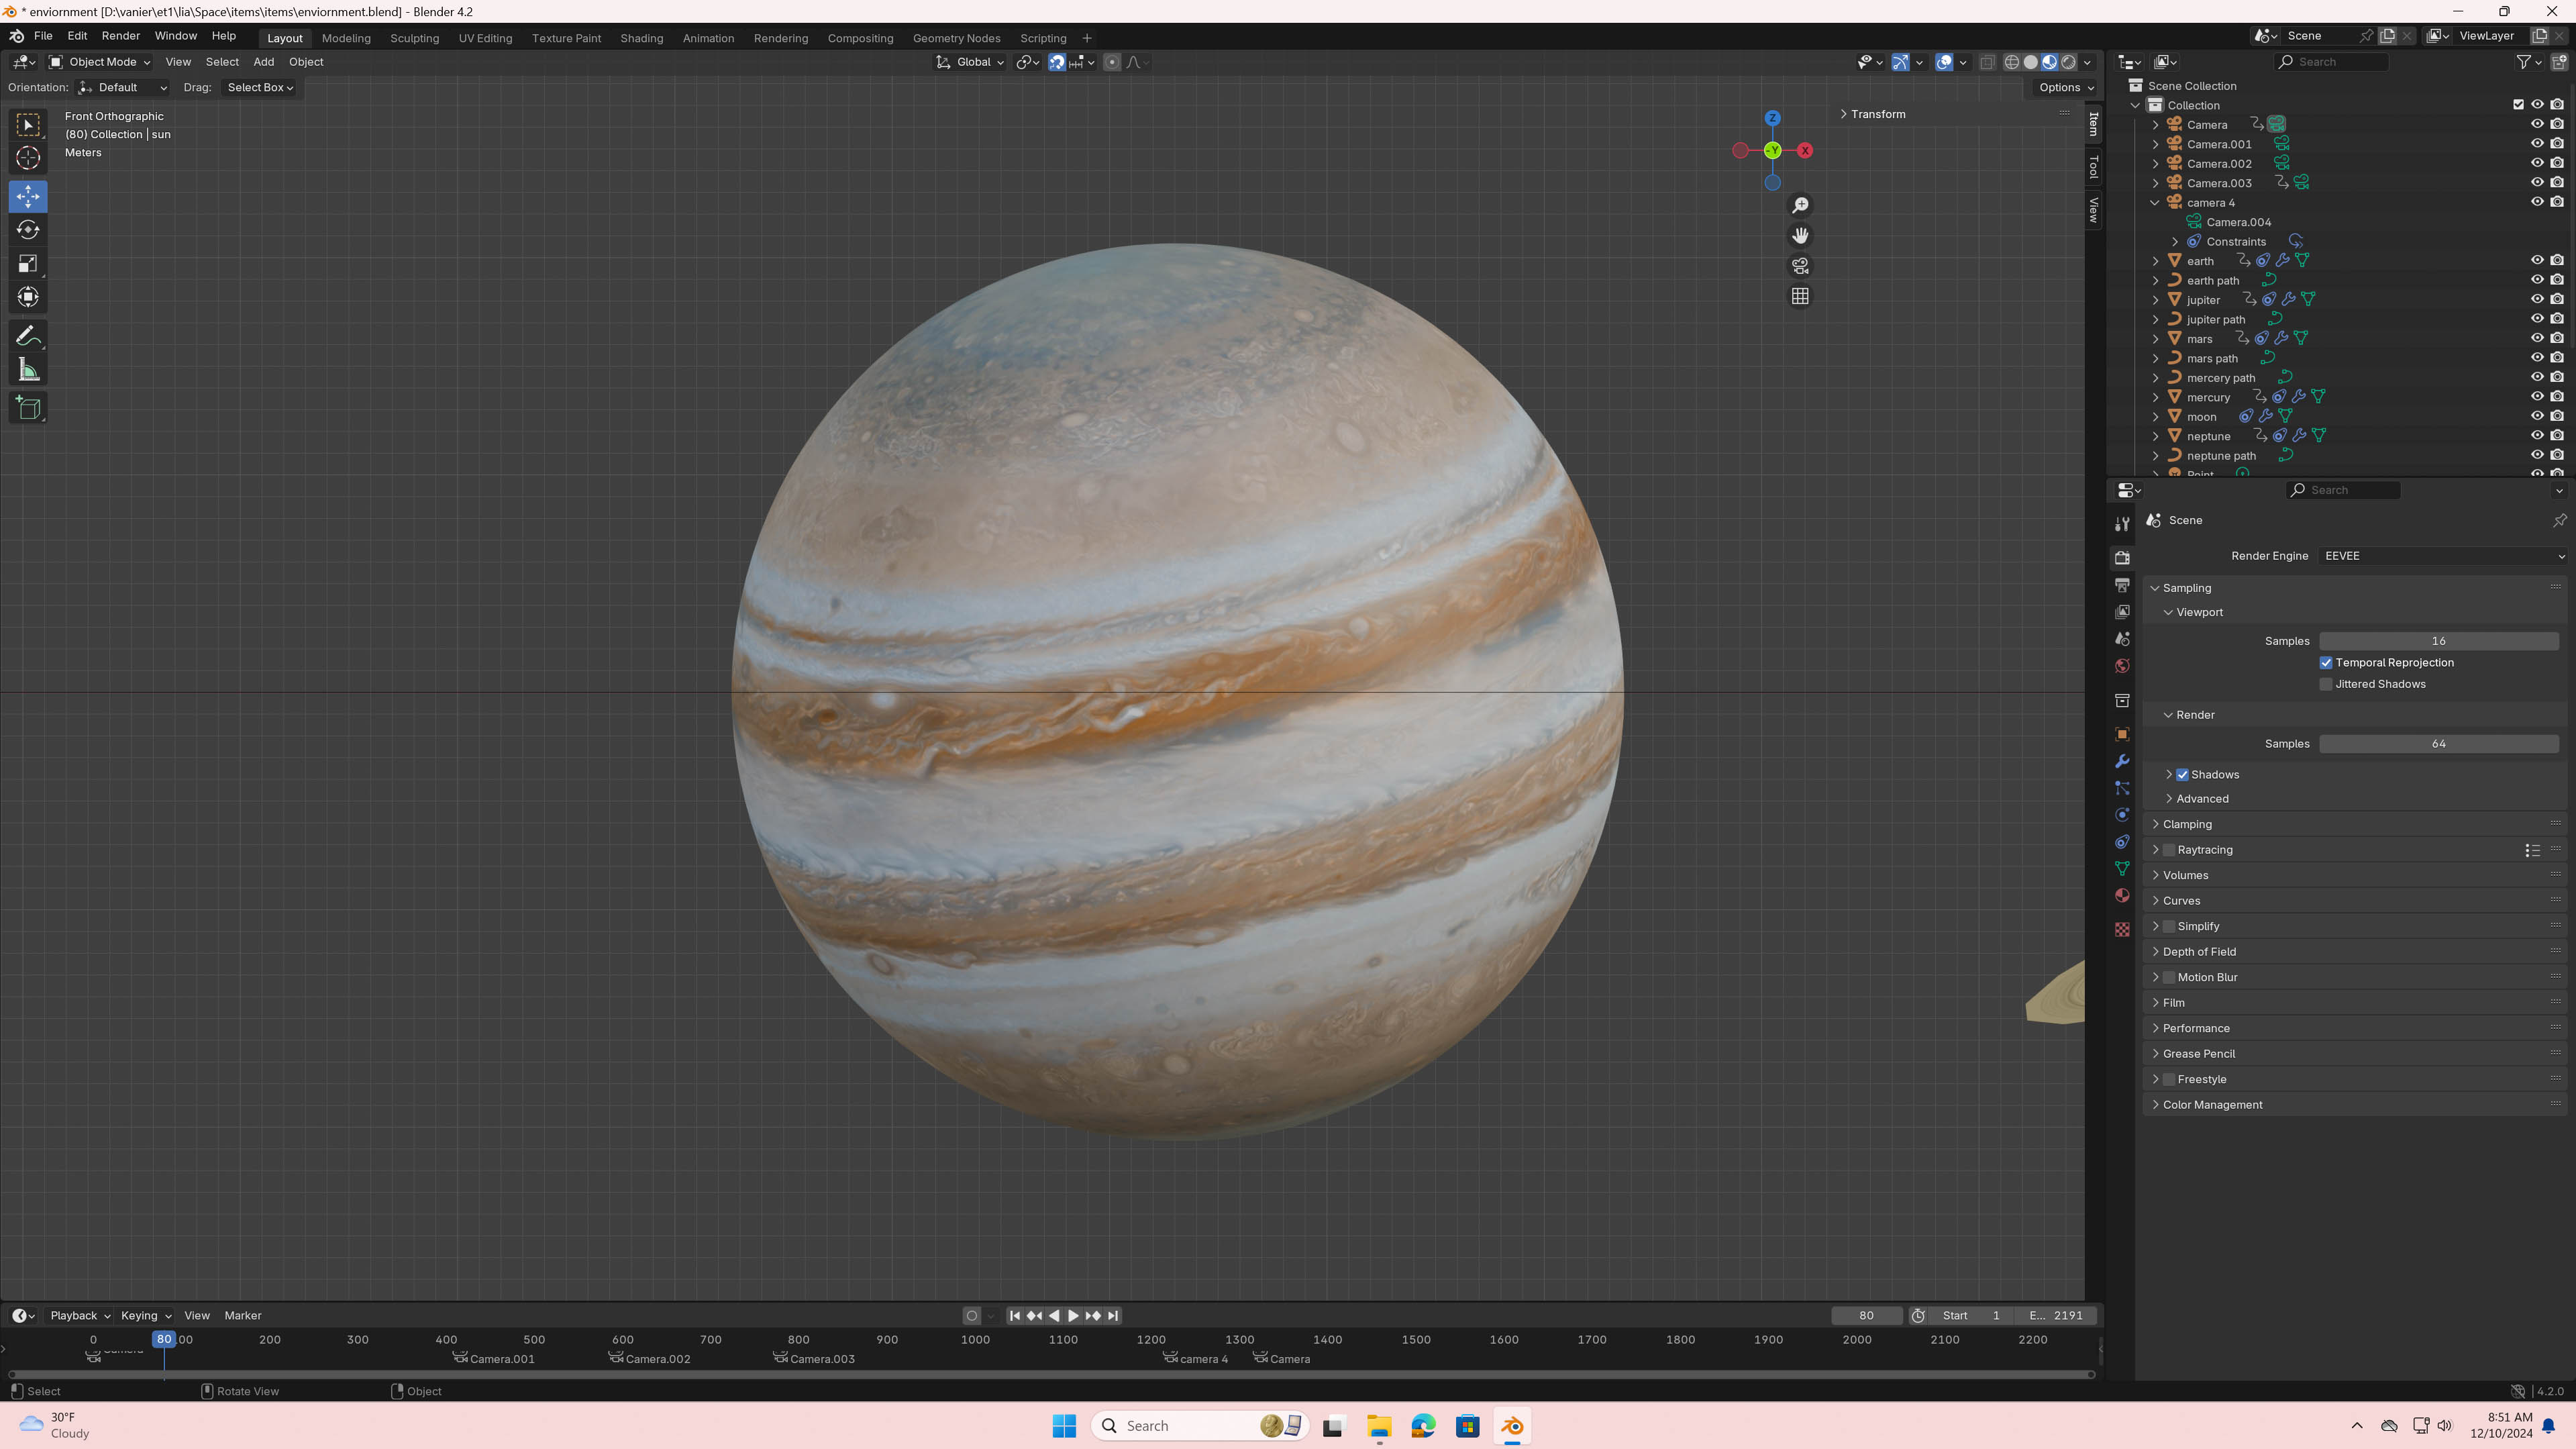 * enviornment [D:\vanier\et1\lia\Space\items\items\enviornment.blend] - Blender 4.2
File Edit Render Window Help Layout Modeling Sculpting UV Editing Texture Paint Shading Animation Rendering Compositing Geometry Nodes Scripting + Scene ViewLayer
Object Mode View Select Add Object Global
Orientation: Default Drag: Select Box Options
Front Orthographic
(80) Collection | sun
Meters
Z
-Y
X
Transform
Item
Tool
View
Search
Scene Collection
Collection
Camera
Camera.001
Camera.002
Camera.003
camera 4
Camera.004
Constraints
earth
earth path
jupiter
jupiter path
mars
mars path
mercery path
mercury
moon
neptune
neptune path
Point
Search
Scene
Render Engine EEVEE
Sampling
Viewport
Samples 16
Temporal Reprojection
Jittered Shadows
Render
Samples 64
Shadows
Advanced
Clamping
Raytracing
Volumes
Curves
Simplify
Depth of Field
Motion Blur
Film
Performance
Grease Pencil
Freestyle
Color Management
Playback Keying View Marker 80 Start 1 E... 2191
0 80 00 200 300 400 500 600 700 800 900 1000 1100 1200 1300 1400 1500 1600 1700 1800 1900 2000 2100 2200
Camera Camera.001 Camera.002 Camera.003 camera 4 Camera
Select Rotate View Object 4.2.0
30°F
Cloudy
Search
8:51 AM
12/10/2024